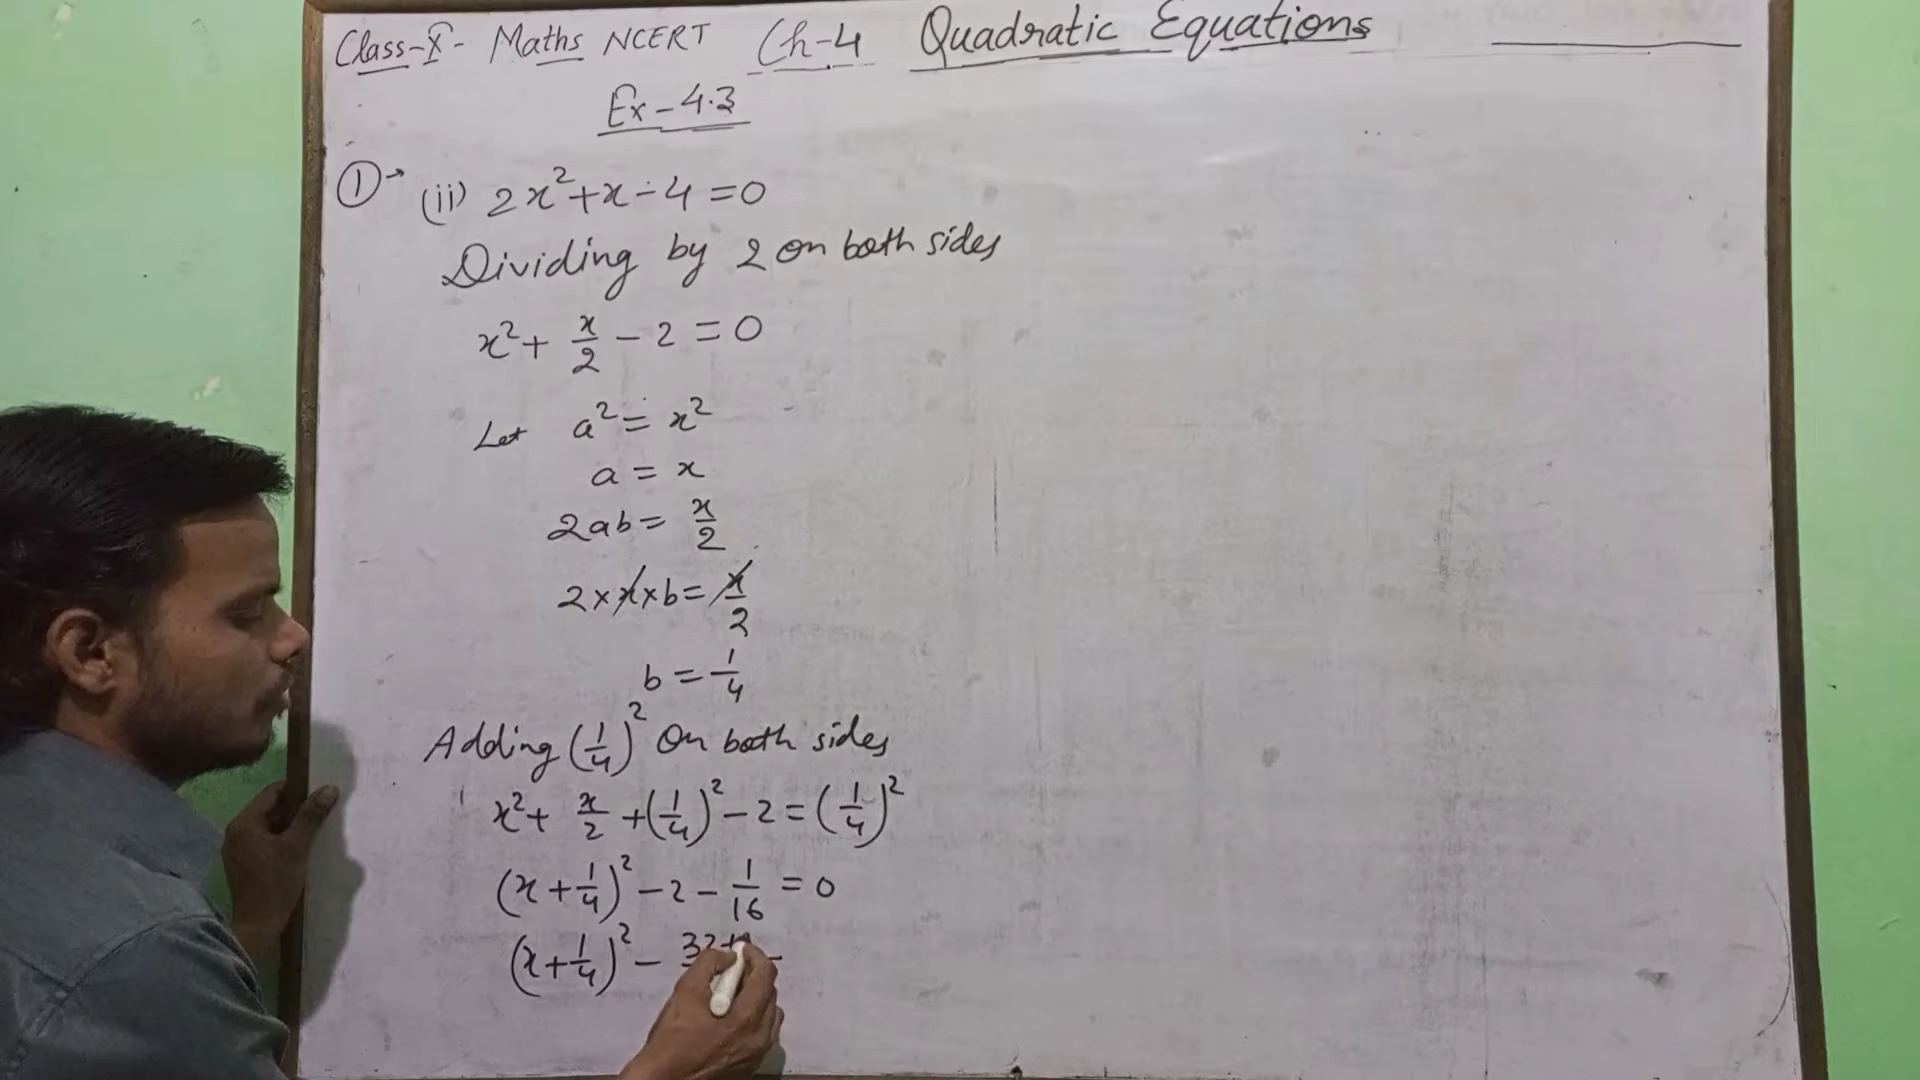 Class-X- Maths NCERT Ch-4 Quadratic Equations
Ex-4.3
①→ (ii) 2x²+x-4=0
Dividing by 2 on both sides
x²+ x/2 - 2 = 0
Let a² = x²
a = x
2ab = x/2
2×x×b = x/2
b = 1/4
Adding (1/4)² On both sides
x²+ x/2 +(1/4)² - 2 = (1/4)²
(x+1/4)² - 2 - 1/16 = 0
(x+1/4)² - 32+